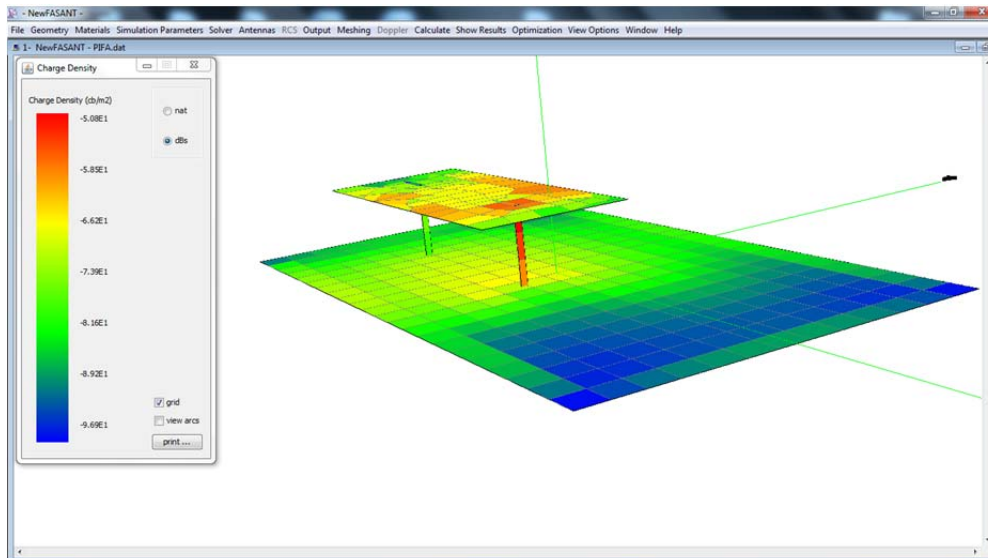 - NewFASANT -
File Geometry Materials Simulation Parameters Solver Antennas RCS Output Meshing Doppler Calculate Show Results Optimization View Options Window Help
1- NewFASANT - PIFA.dat
Charge Density
Charge Density (cb/m2)
nat
-5.08E1
dBs
-5.85E1
-6.62E1
-7.39E1
-8.16E1
-8.92E1
grid
view arcs
-9.69E1
print ...